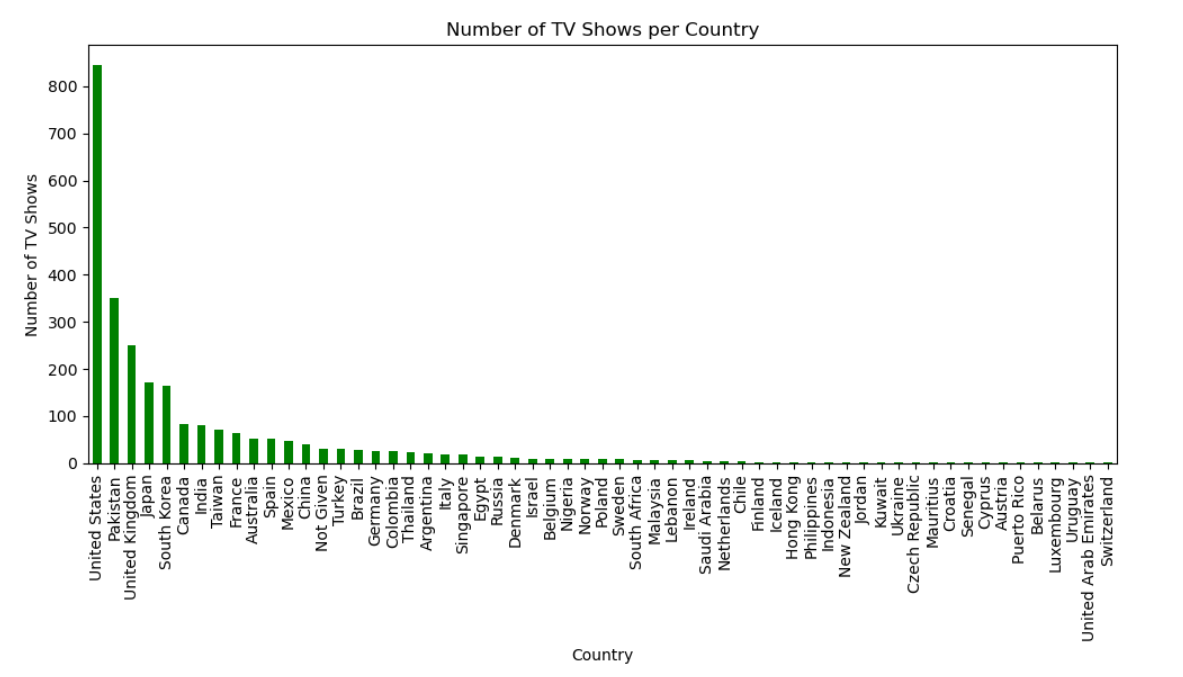 Number of TV Shows per Country
Number of TV Shows
800
700
600
500
400
300
200
100
0
United States
Pakistan
United Kingdom
Japan
South Korea
Canada
India
Taiwan
France
Australia
Spain
Mexico
China
Not Given
Turkey
Brazil
Germany
Colombia
Thailand
Argentina
Italy
Singapore
Egypt
Russia
Denmark
Israel
Belgium
Nigeria
Norway
Poland
Sweden
South Africa
Malaysia
Lebanon
Ireland
Saudi Arabia
Netherlands
Chile
Finland
Iceland
Hong Kong
Philippines
Indonesia
New Zealand
Jordan
Kuwait
Ukraine
Czech Republic
Mauritius
Croatia
Senegal
Cyprus
Austria
Puerto Rico
Belarus
Luxembourg
Uruguay
United Arab Emirates
Switzerland
Country